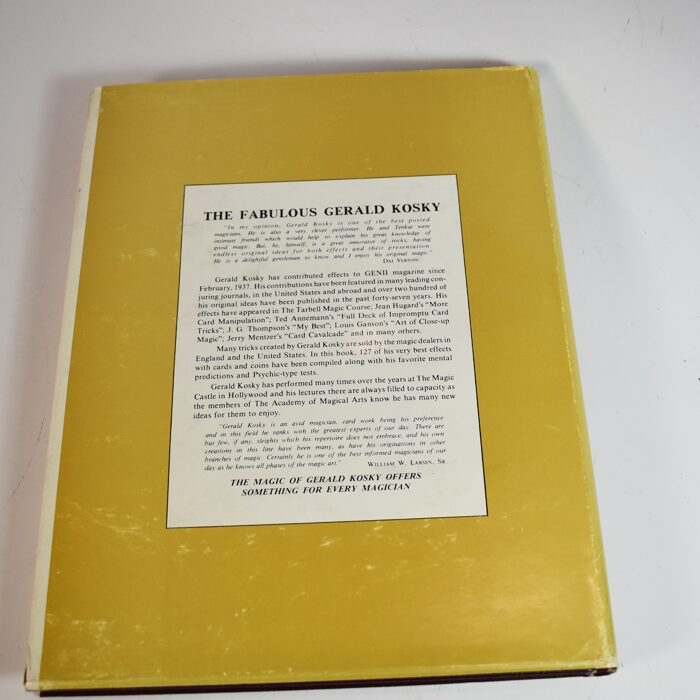 THE FABULOUS GERALD KOSKY
"In my opinion, Gerald Kosky is one of the best posted
magicians. He is also a very clever performer. He and Tenkai were
intimate friends which would help to explain his great knowledge of
good magic. But, he, himself, is a great innovator of tricks, having
endless original ideas for both effects and their presentation.
He is a delightful gentleman to know and I enjoy his original magic."
DAI VERNON
Gerald Kosky has contributed effects to GENII magazine since
February, 1937. His contributions have been featured in many leading con-
juring journals, in the United States and abroad and over two hundred of
his original ideas have been published in the past forty-seven years. His
effects have appeared in The Tarbell Magic Course; Jean Hugard's "More
Card Manipulation"; Ted Annemann's "Full Deck of Impromptu Card
Tricks"; J. G. Thompson's "My Best"; Louis Ganson's "Art of Close-up
Magic"; Jerry Mentzer's "Card Cavalcade" and in many others.
Many tricks created by Gerald Kosky are sold by the magic dealers in
England and the United States. In this book, 127 of his very best effects
with cards and coins have been compiled along with his favorite mental
predictions and Psychic-type tests.
Gerald Kosky has performed many times over the years at The Magic
Castle in Hollywood and his lectures there are always filled to capacity as
the members of The Academy of Magical Arts know he has many new
ideas for them to enjoy.
"Gerald Kosky is an avid magician, card work being his preference
and in this field he ranks with the greatest experts of our day. There are
but few, if any, sleights which his repertoire does not embrace, and his own
creations in this line have been many, as have his originations in other
branches of magic. Certainly he is one of the best informed magicians of our
day as he knows all phases of the magic art." WILLIAM W. LARSEN, SR.
THE MAGIC OF GERALD KOSKY OFFERS
SOMETHING FOR EVERY MAGICIAN